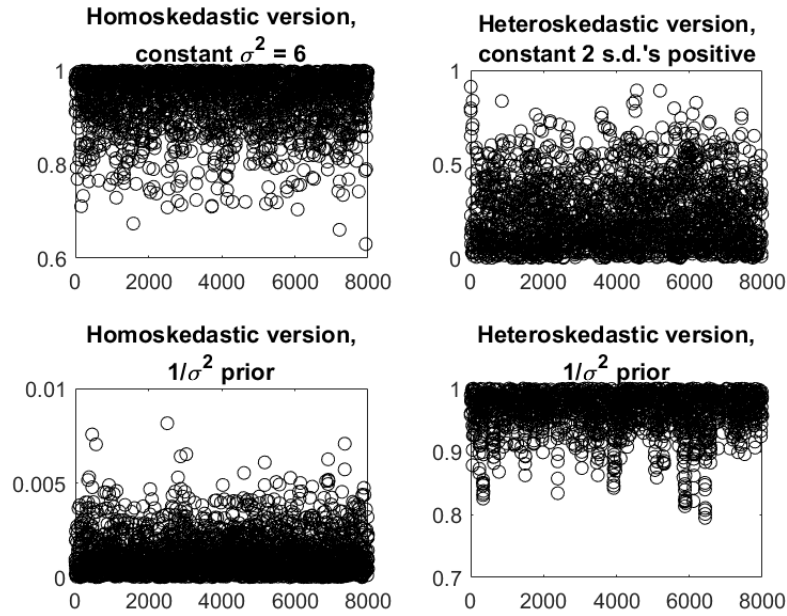 Homoskedastic version,
constant σ² = 6
1
0.8
0.6
0 2000 4000 6000 8000
Heteroskedastic version,
constant 2 s.d.'s positive
1
0.5
0
0 2000 4000 6000 8000
Homoskedastic version,
1/σ² prior
0.01
0.005
0
0 2000 4000 6000 8000
Heteroskedastic version,
1/σ² prior
1
0.9
0.8
0.7
0 2000 4000 6000 8000